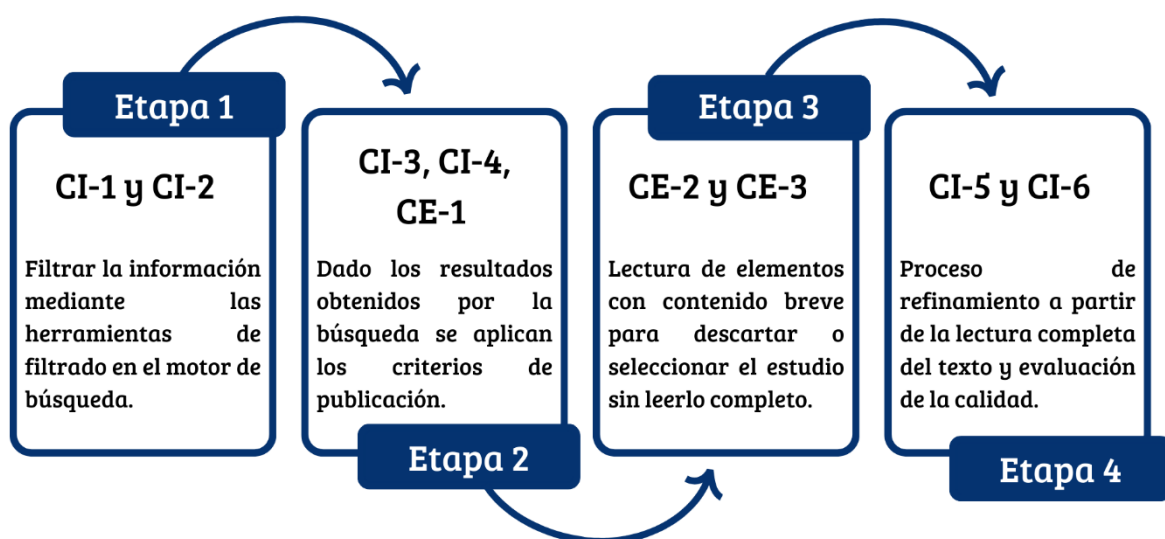 Etapa 1
CI-1 y CI-2
Filtrar la información
mediante las
herramientas de
filtrado en el motor de
búsqueda.
CI-3, CI-4,
CE-1
Dado los resultados
obtenidos por la
búsqueda se aplican
los criterios de
publicación.
Etapa 2
Etapa 3
CE-2 y CE-3
Lectura de elementos
con contenido breve
para descartar o
seleccionar el estudio
sin leerlo completo.
CI-5 y CI-6
Proceso de
refinamiento a partir
de la lectura completa
del texto y evaluación
de la calidad.
Etapa 4